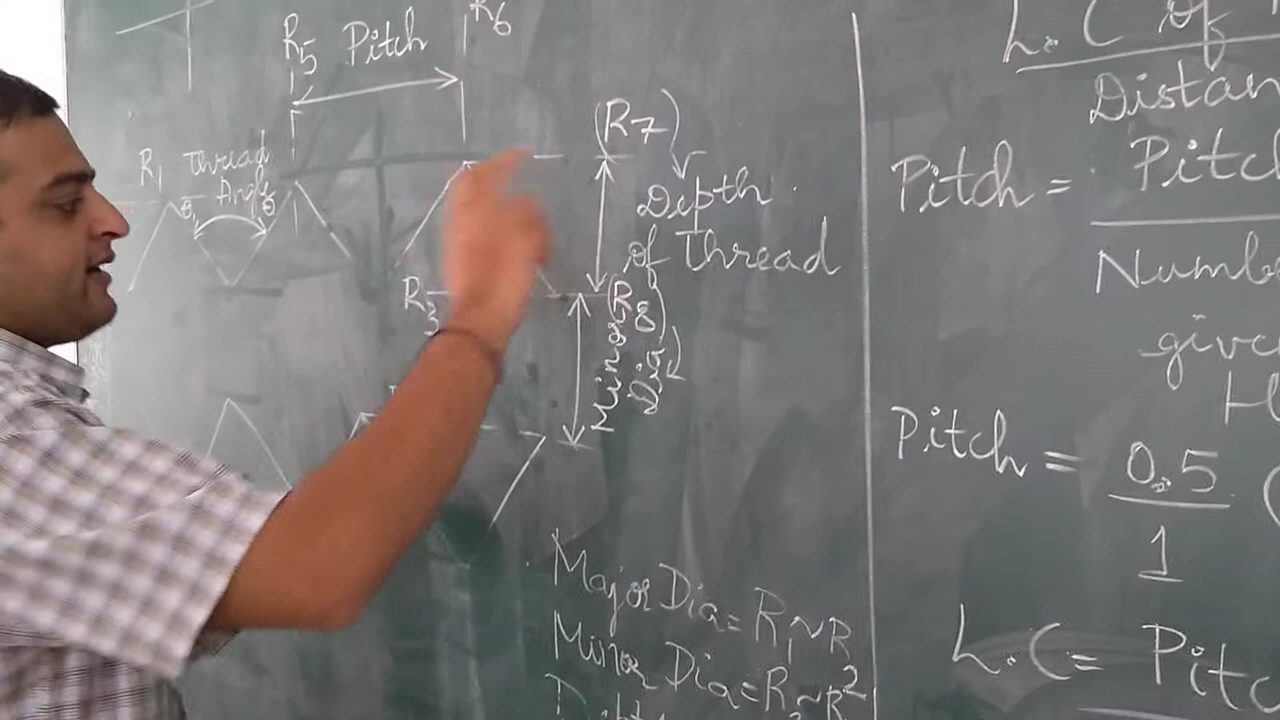 R6
R5 Pitch
(R7)
R1 Thread
Angle
θ1 θ
Depth
of Thread
R3
(R8)
Minor
Dia)
Major Dia = R1 ~ R2
Minor Dia = R3 ~ R
L.C of
Distan
Pitch = Pitch
Numbe
give
H
Pitch = 0.5
1
L.C = Pitc